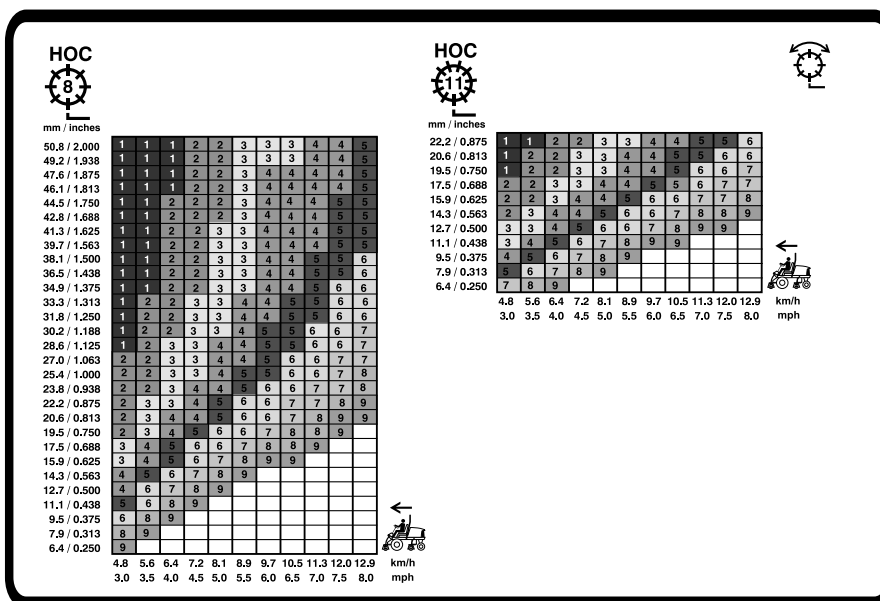 HOC
8
mm / inches
50.8 / 2.000 1 1 1 2 2 3 3 3 4 4 5
49.2 / 1.938 1 1 1 2 2 3 3 3 4 4 5
47.6 / 1.875 1 1 1 2 2 3 4 4 4 4 5
46.1 / 1.813 1 1 1 2 2 3 4 4 4 4 5
44.5 / 1.750 1 1 2 2 2 3 4 4 4 5 5
42.8 / 1.688 1 1 2 2 2 3 4 4 4 5 5
41.3 / 1.625 1 1 2 2 3 3 4 4 4 5 5
39.7 / 1.563 1 1 2 2 3 3 4 4 4 5 5
38.1 / 1.500 1 1 2 2 3 3 4 4 5 5 6
36.5 / 1.438 1 1 2 2 3 3 4 4 5 5 6
34.9 / 1.375 1 1 2 2 3 3 4 4 5 6 6
33.3 / 1.313 1 2 2 3 3 4 4 5 5 6 6
31.8 / 1.250 1 2 2 3 3 4 4 5 5 6 6
30.2 / 1.188 1 2 2 3 3 4 5 5 6 6 7
28.6 / 1.125 1 2 2 3 3 4 5 5 6 6 7
27.0 / 1.063 2 2 3 3 4 4 5 6 6 7 7
25.4 / 1.000 2 2 3 3 4 5 5 6 6 7 8
23.8 / 0.938 2 2 3 4 4 5 6 6 7 7 8
22.2 / 0.875 2 3 3 4 5 6 6 7 7 8 9
20.6 / 0.813 2 3 4 4 5 6 6 7 8 9 9
19.5 / 0.750 2 3 4 5 6 6 7 8 8 9
17.5 / 0.688 3 4 5 6 6 7 8 8 9
15.9 / 0.625 3 4 5 6 7 8 9 9
14.3 / 0.563 4 5 6 7 8 9
12.7 / 0.500 4 6 7 8 9
11.1 / 0.438 5 6 8 9
9.5 / 0.375 6 8 9
7.9 / 0.313 8 9
6.4 / 0.250 9
4.8 5.6 6.4 7.2 8.1 8.9 9.7 10.5 11.3 12.0 12.9 km/h
3.0 3.5 4.0 4.5 5.0 5.5 6.0 6.5 7.0 7.5 8.0 mph
HOC
11
mm / inches
22.2 / 0.875 1 1 2 2 3 3 4 4 5 5 6
20.6 / 0.813 1 2 2 3 3 4 4 5 5 6 6
19.5 / 0.750 1 2 2 3 3 4 4 5 6 6 7
17.5 / 0.688 2 2 3 3 4 4 5 5 6 7 7
15.9 / 0.625 2 2 3 4 4 5 6 6 7 7 8
14.3 / 0.563 2 3 4 4 5 6 6 7 8 8 9
12.7 / 0.500 3 3 4 5 6 6 7 8 9 9
11.1 / 0.438 3 4 5 6 7 8 9 9
9.5 / 0.375 4 5 6 7 8 9
7.9 / 0.313 5 6 7 8 9
6.4 / 0.250 7 8 9
4.8 5.6 6.4 7.2 8.1 8.9 9.7 10.5 11.3 12.0 12.9 km/h
3.0 3.5 4.0 4.5 5.0 5.5 6.0 6.5 7.0 7.5 8.0 mph